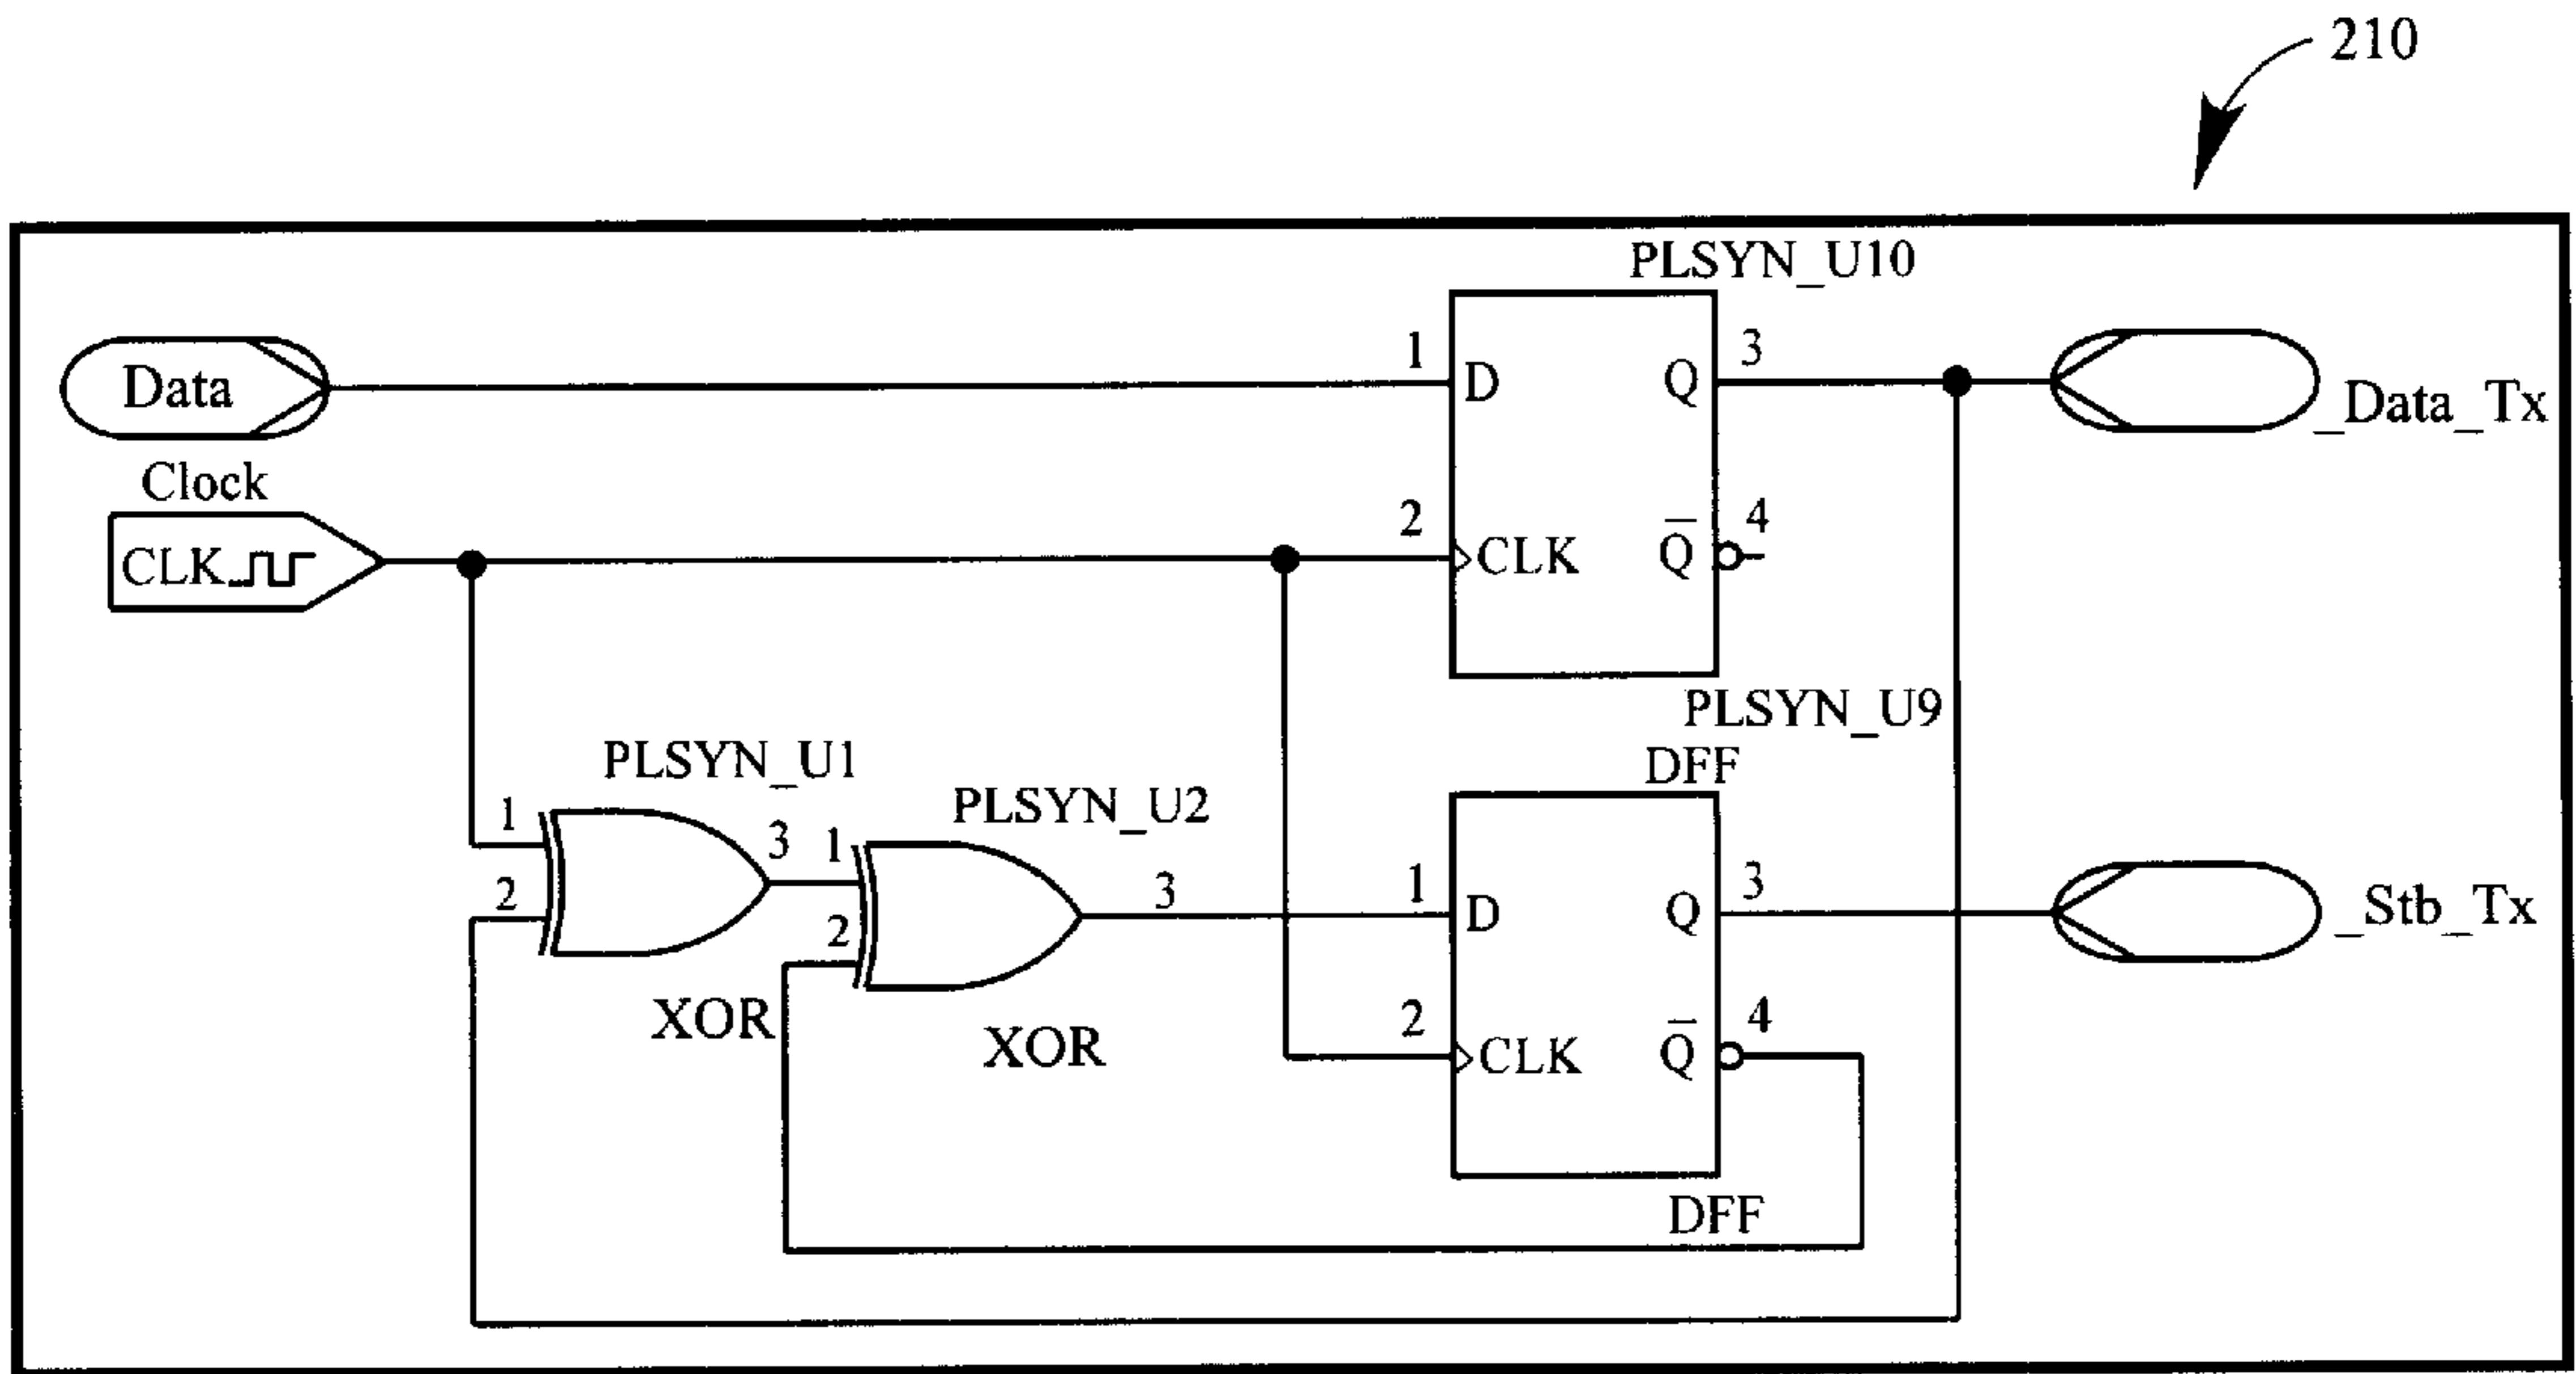 210
PLSYN_U10
Data
1
D
Q
3
_Data_Tx
Clock
CLK
2
CLK
Q
4
PLSYN_U9
DFF
PLSYN_U1
PLSYN_U2
1
2
3
1
2
3
XOR
XOR
1
D
Q
3
_Stb_Tx
2
CLK
Q
4
DFF